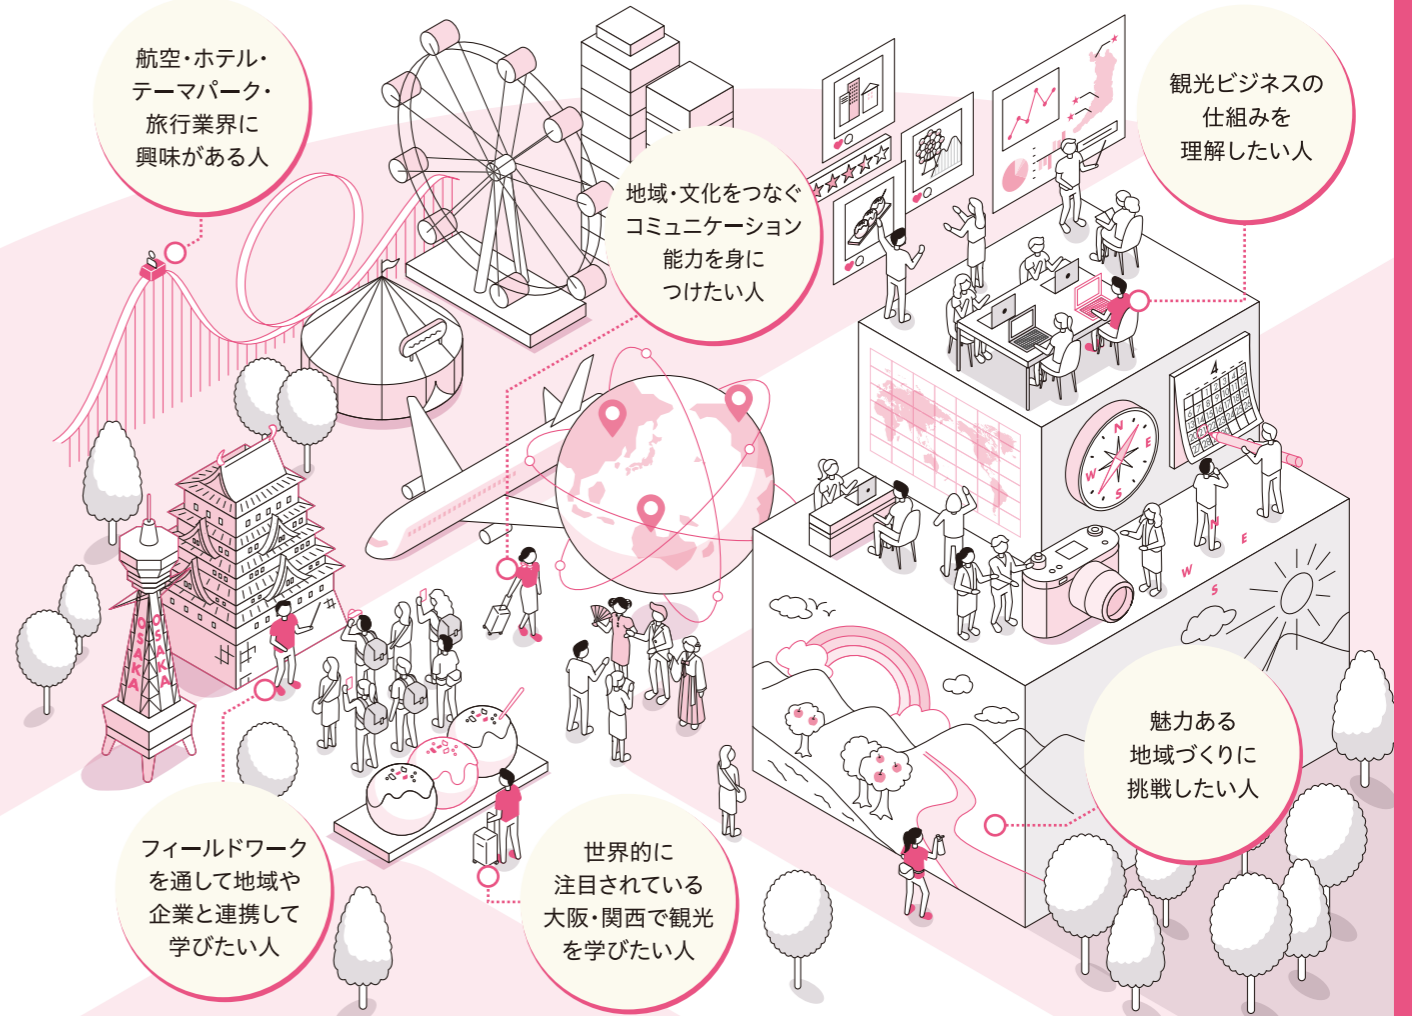 航空・ホテル・
テーマパーク・
旅行業界に
興味がある人
地域・文化をつなぐ
コミュニケーション
能力を身に
つけたい人
観光ビジネスの
仕組みを
理解したい人
4
N
E
S
W
N
E
W
S
OSAKA
OSAKA
魅力ある
地域づくりに
挑戦したい人
フィールドワーク
を通して地域や
企業と連携して
学びたい人
世界的に
注目されている
大阪・関西で観光
を学びたい人